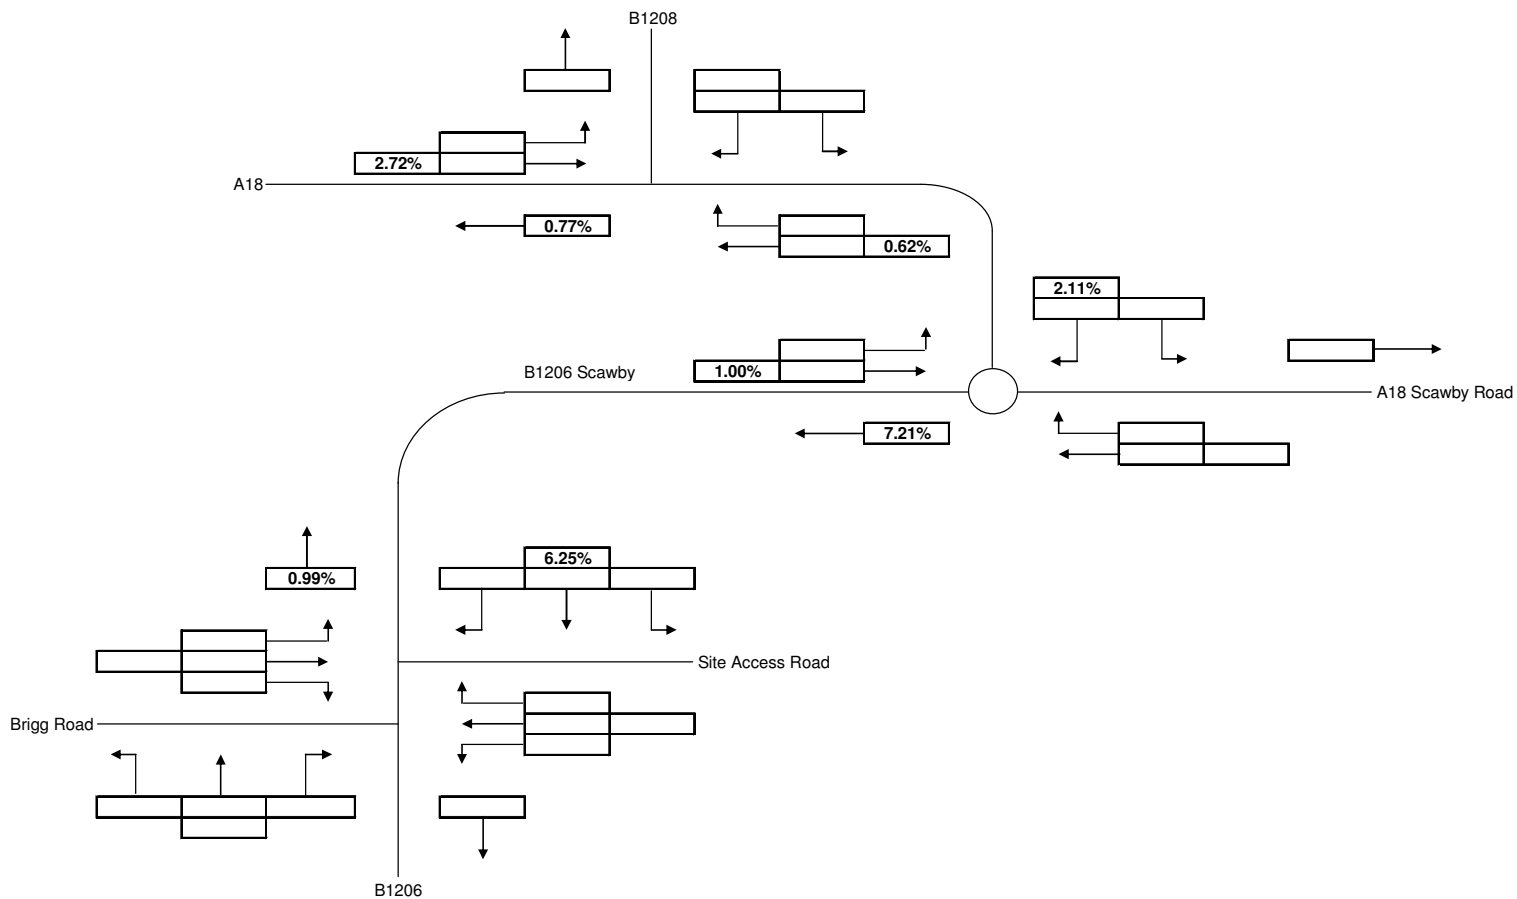 B1208
2.72%
A18
0.77%
0.62%
2.11%
B1206 Scawby
1.00%
A18 Scawby Road
7.21%
6.25%
0.99%
Site Access Road
Brigg Road
B1206